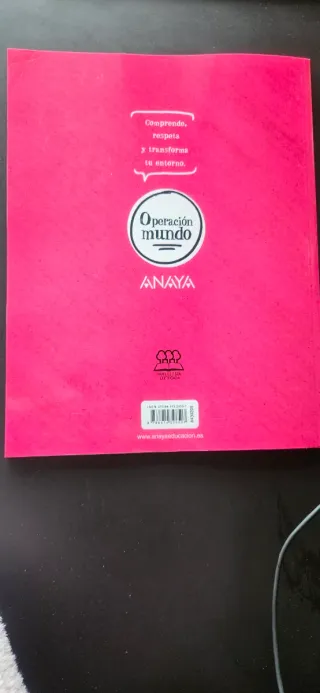 Comprende,
respeta
y transforma
tu entorno.
Operación
mundo
ANAYA
www.anayaeducacion.es